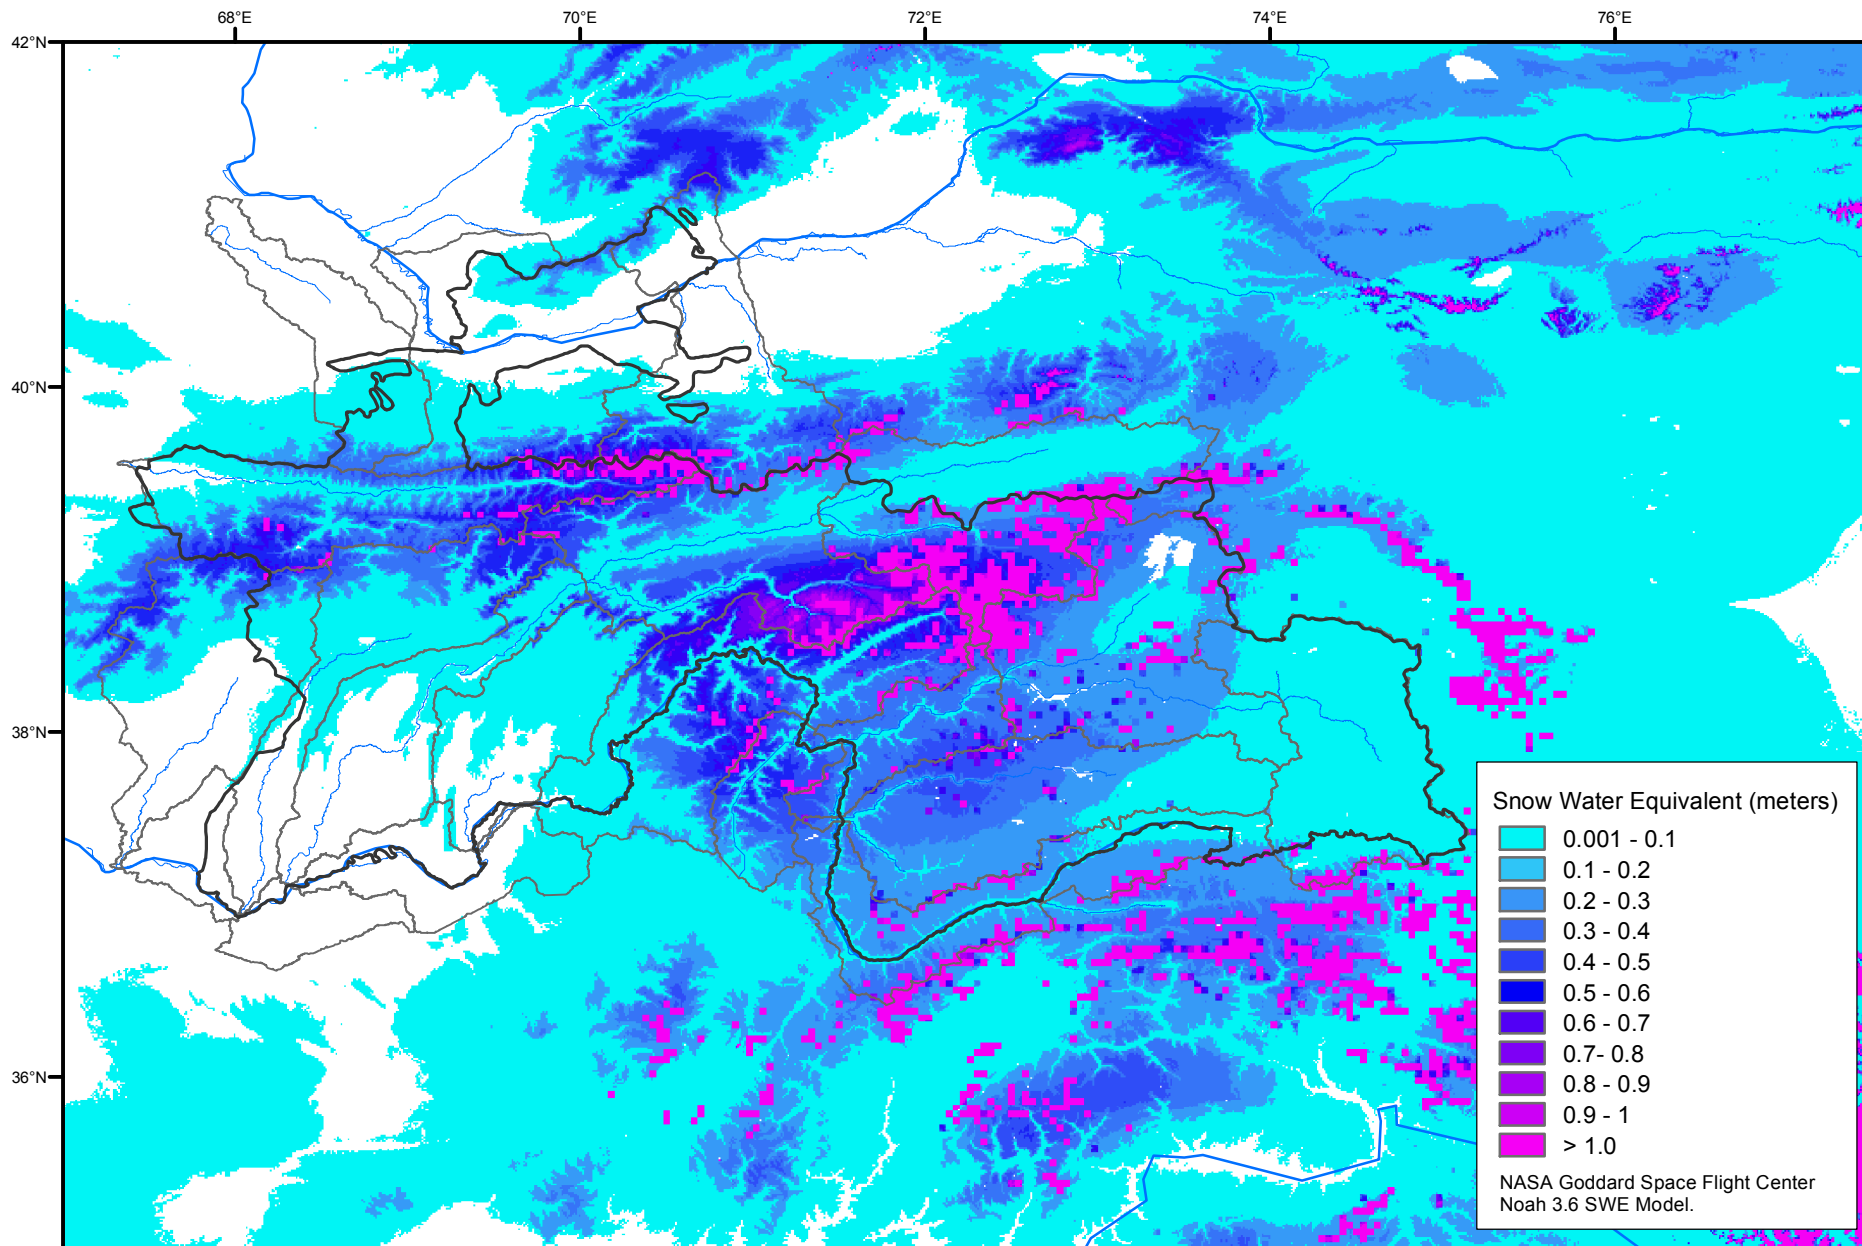 68°E 70°E 72°E 74°E 76°E
42°N
40°N
38°N
36°N
Snow Water Equivalent (meters)
0.001 - 0.1
0.1 - 0.2
0.2 - 0.3
0.3 - 0.4
0.4 - 0.5
0.5 - 0.6
0.6 - 0.7
0.7- 0.8
0.8 - 0.9
0.9 - 1
> 1.0
NASA Goddard Space Flight Center
Noah 3.6 SWE Model.